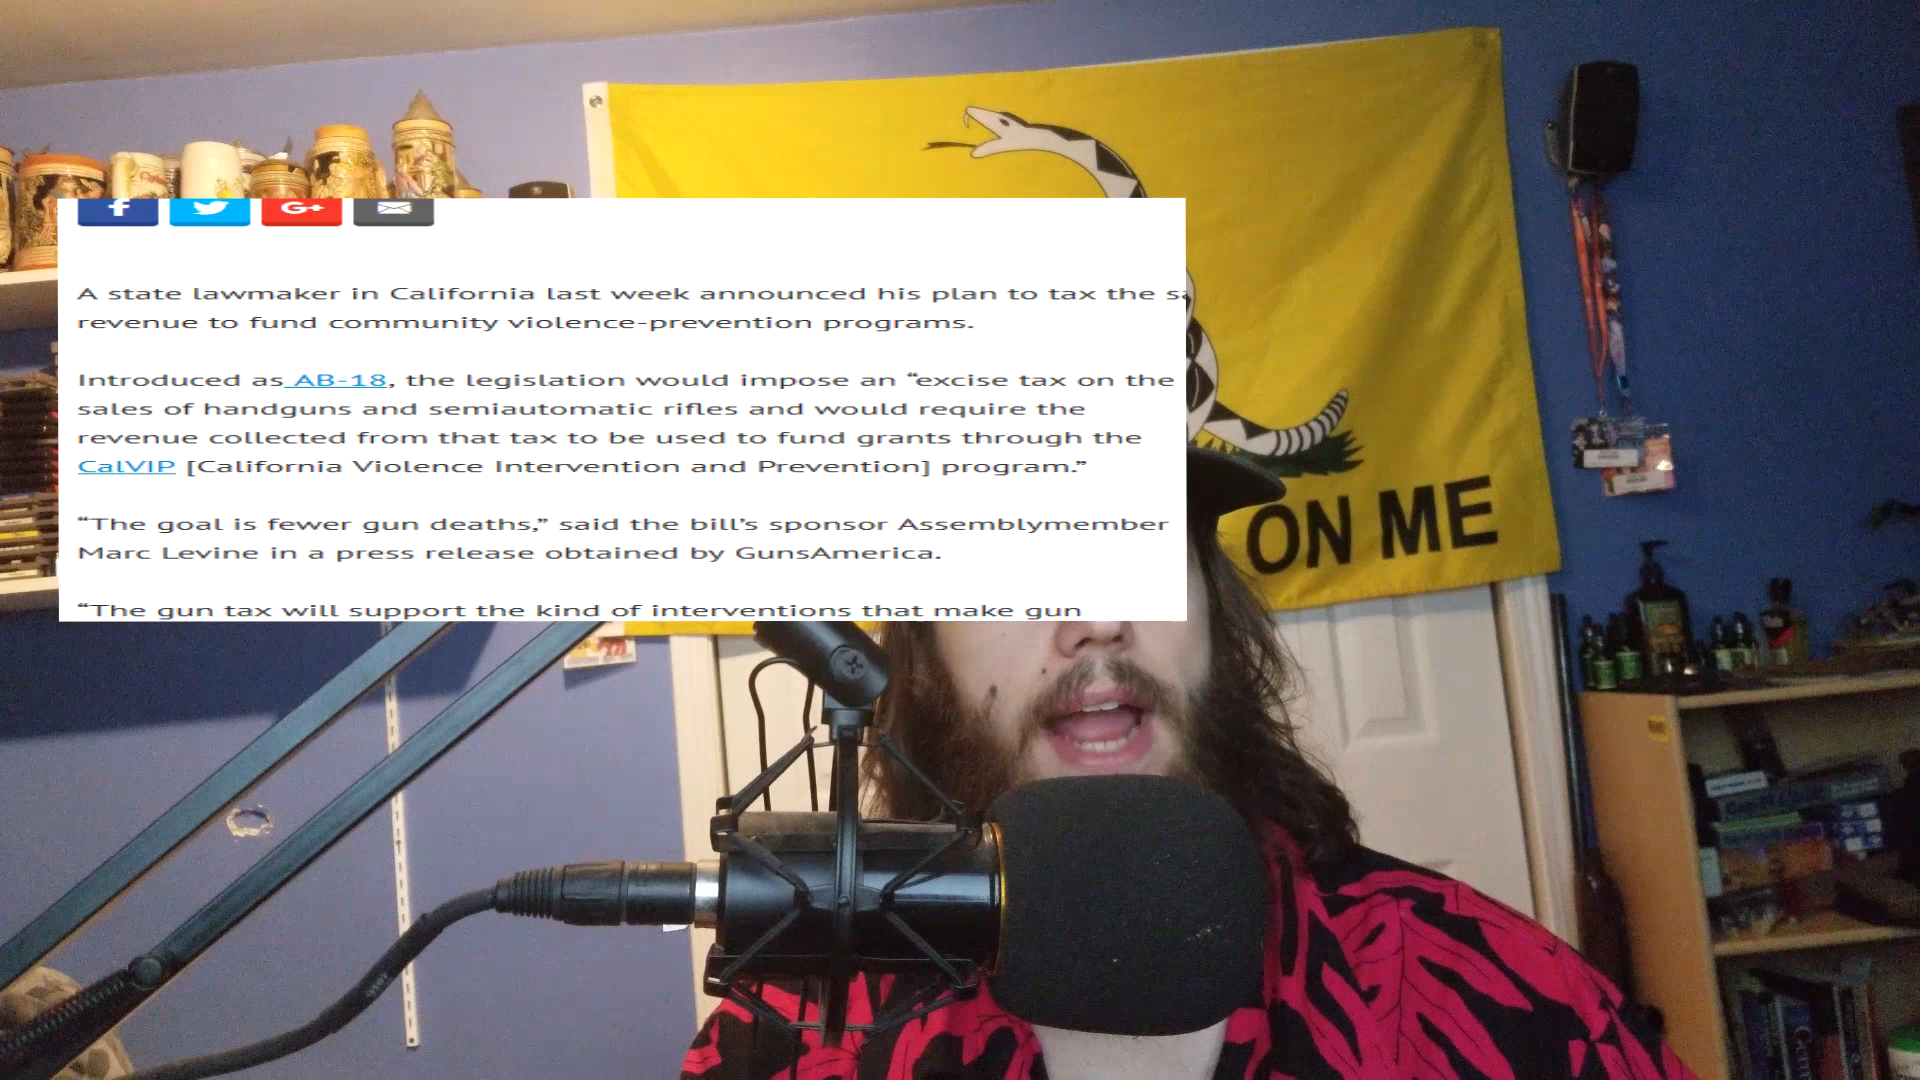 f
G+
A state lawmaker in California last week announced his plan to tax the
revenue to fund community violence-prevention programs.
Introduced as AB-18, the legislation would impose an “excise tax on the
sales of handguns and semiautomatic rifles and would require the
revenue collected from that tax to be used to fund grants through the
CalVIP [California Violence Intervention and Prevention] program.”
“The goal is fewer gun deaths,” said the bill’s sponsor Assemblymember
Marc Levine in a press release obtained by GunsAmerica.
“The gun tax will support the kind of interventions that make gun
ON ME